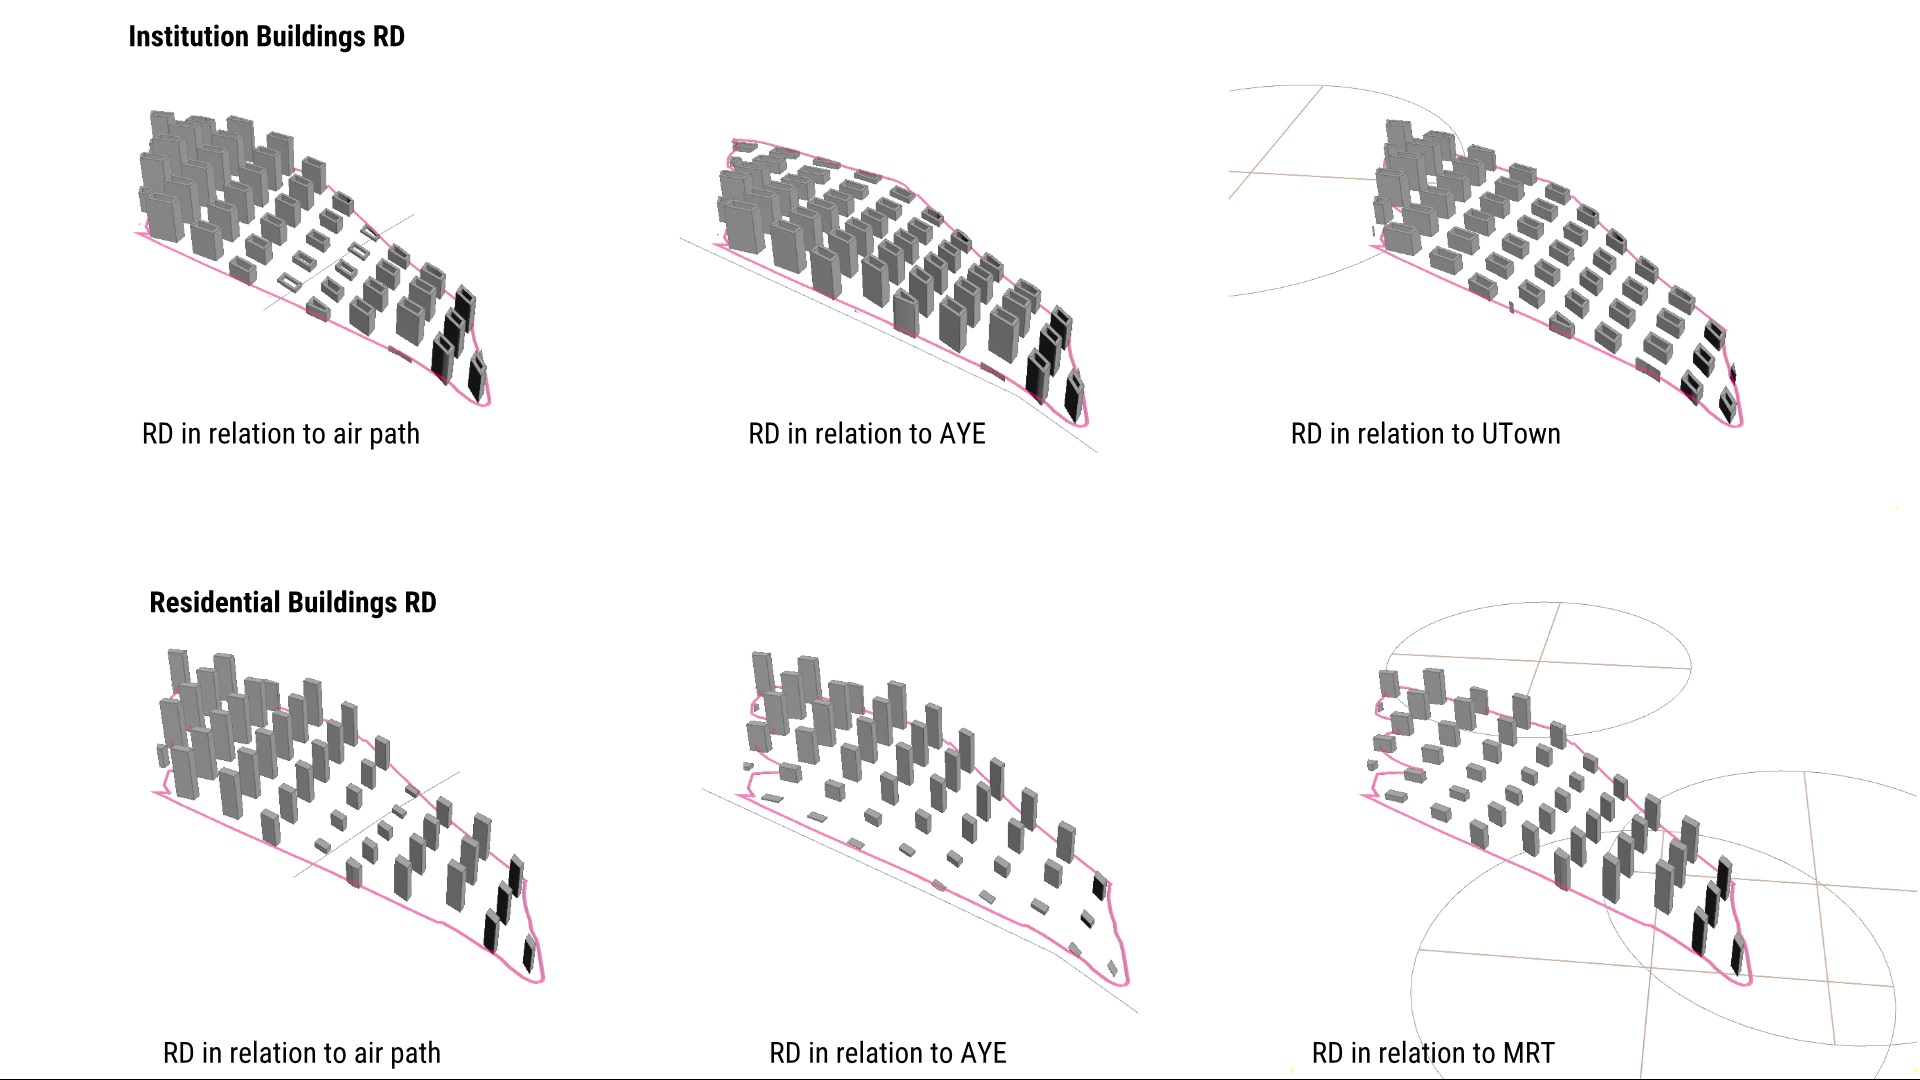 Institution Buildings RD
RD in relation to air path
RD in relation to AYE
RD in relation to UTown
Residential Buildings RD
RD in relation to air path
RD in relation to AYE
RD in relation to MRT